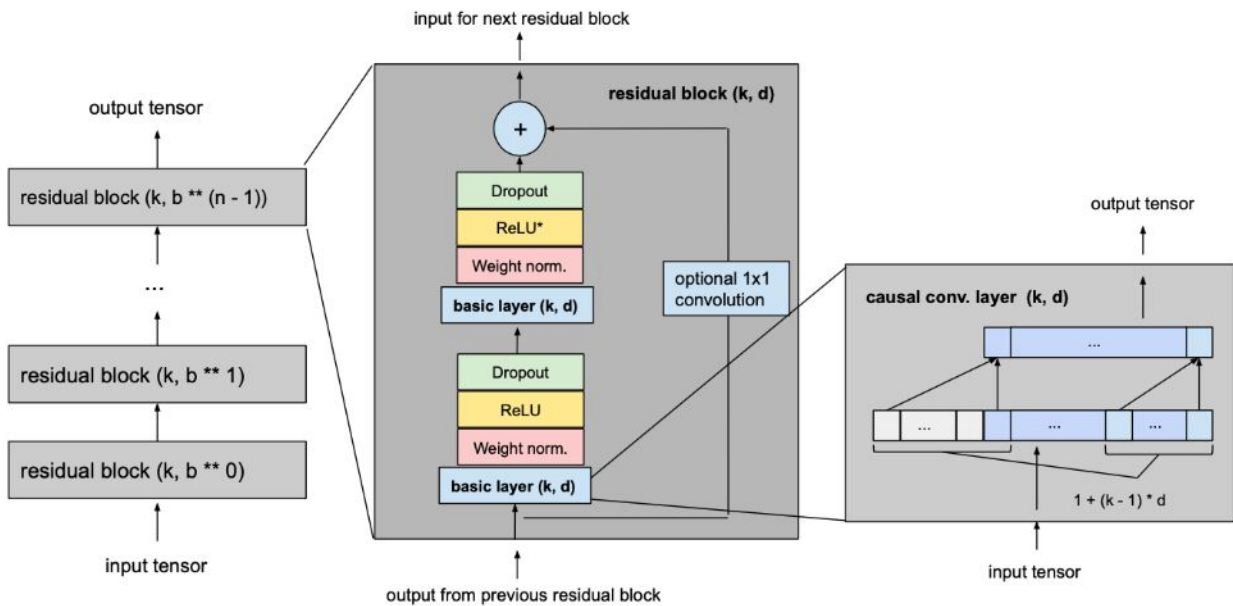 output tensor
residual block (k, b ** (n - 1))
...
residual block (k, b ** 1)
residual block (k, b ** 0)
input tensor
input for next residual block
residual block (k, d)
+
Dropout
ReLU*
Weight norm.
basic layer (k, d)
optional 1x1
convolution
Dropout
ReLU
Weight norm.
basic layer (k, d)
output from previous residual block
output tensor
causal conv. layer (k, d)
...
... ... ...
1 + (k - 1) * d
input tensor